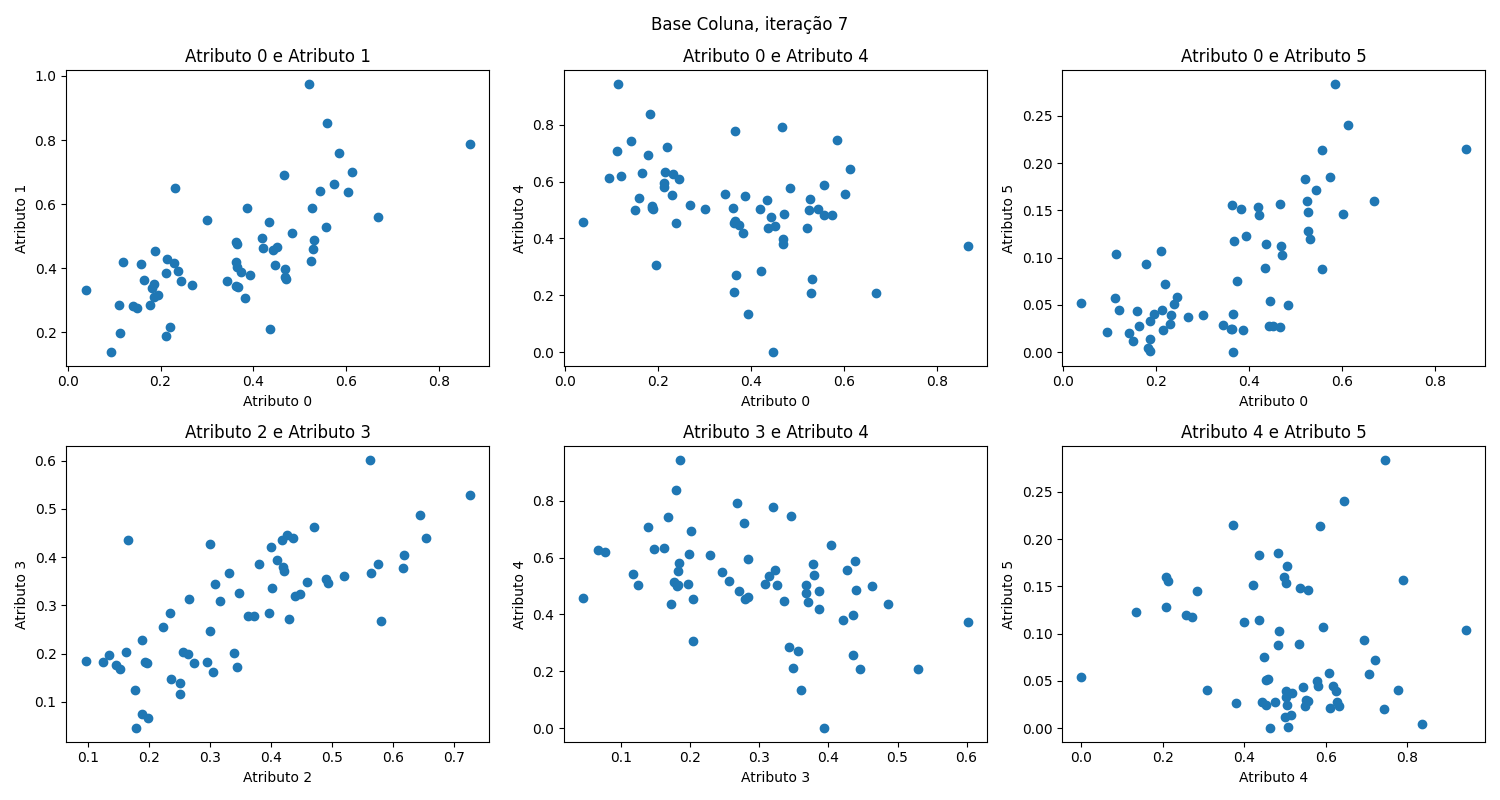 Base Coluna, iteração 7
Atributo 0 e Atributo 1
Atributo 1
1.0
0.8
0.6
0.4
0.2
0.0 0.2 0.4 0.6 0.8
Atributo 0
Atributo 0 e Atributo 4
Atributo 4
0.8
0.6
0.4
0.2
0.0
0.0 0.2 0.4 0.6 0.8
Atributo 0
Atributo 0 e Atributo 5
Atributo 5
0.25
0.20
0.15
0.10
0.05
0.00
0.0 0.2 0.4 0.6 0.8
Atributo 0
Atributo 2 e Atributo 3
Atributo 3
0.6
0.5
0.4
0.3
0.2
0.1
0.1 0.2 0.3 0.4 0.5 0.6 0.7
Atributo 2
Atributo 3 e Atributo 4
Atributo 4
0.8
0.6
0.4
0.2
0.0
0.1 0.2 0.3 0.4 0.5 0.6
Atributo 3
Atributo 4 e Atributo 5
Atributo 5
0.25
0.20
0.15
0.10
0.05
0.00
0.0 0.2 0.4 0.6 0.8
Atributo 4